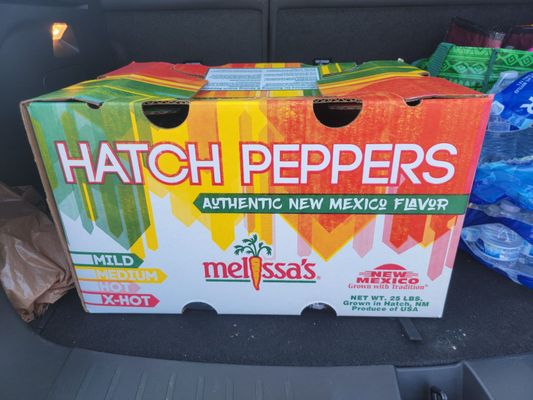 HATCH PEPPERS
AUTHENTIC NEW MEXICO FLAVOR
MILD
MEDIUM
HOT
X-HOT
melissa's
NEW MEXICO
Grown with Tradition
NET WT. 25 LBS.
Grown in Hatch, NM
Produce of USA